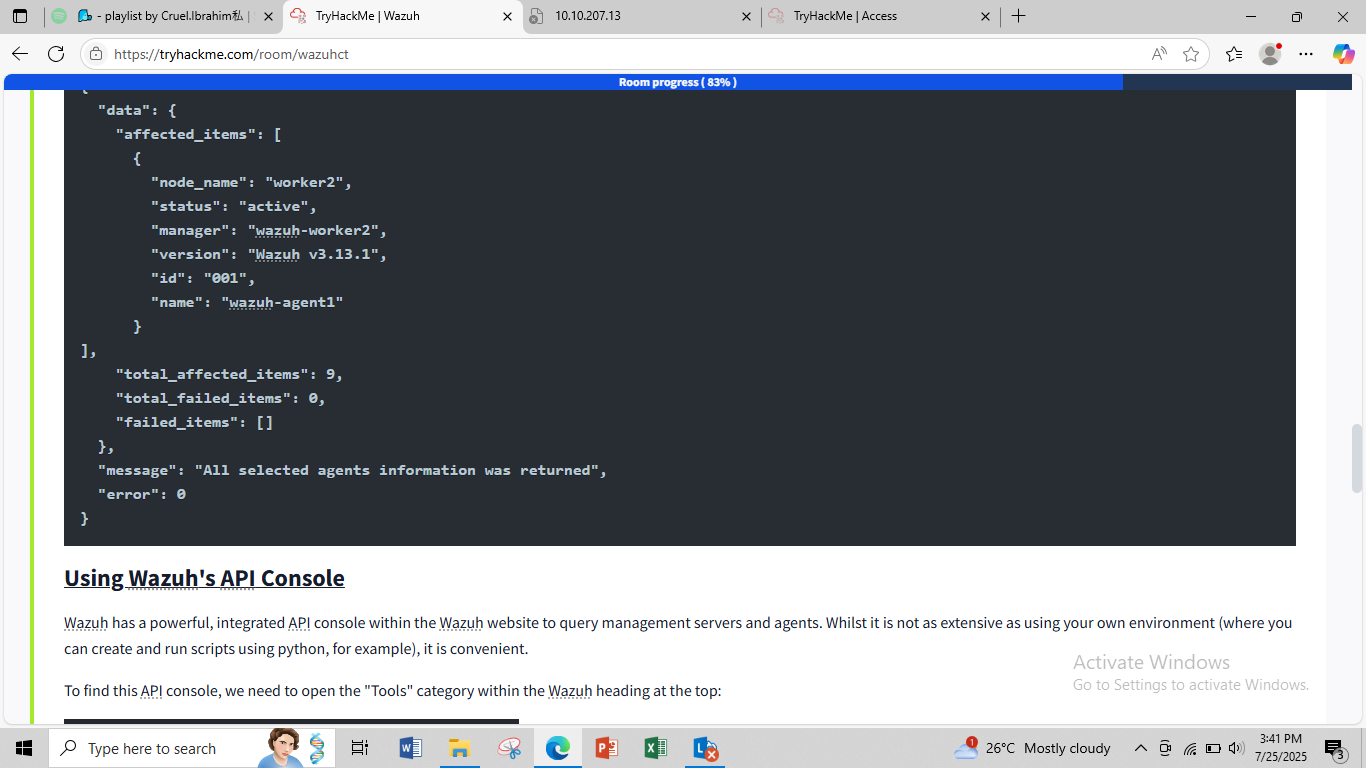 - playlist by Cruel.Ibrahim私 |
TryHackMe | Wazuh
10.10.207.13
TryHackMe | Access
https://tryhackme.com/room/wazuhct
Room progress ( 83% )
{
"data": {
"affected_items": [
{
"node_name": "worker2",
"status": "active",
"manager": "wazuh-worker2",
"version": "Wazuh v3.13.1",
"id": "001",
"name": "wazuh-agent1"
}
],
"total_affected_items": 9,
"total_failed_items": 0,
"failed_items": []
},
"message": "All selected agents information was returned",
"error": 0
}
Using Wazuh's API Console
Wazuh has a powerful, integrated API console within the Wazuh website to query management servers and agents. Whilst it is not as extensive as using your own environment (where you
can create and run scripts using python, for example), it is convenient.
To find this API console, we need to open the "Tools" category within the Wazuh heading at the top:
Activate Windows
Go to Settings to activate Windows.
Type here to search
1
26°C Mostly cloudy
3:41 PM
7/25/2025
3